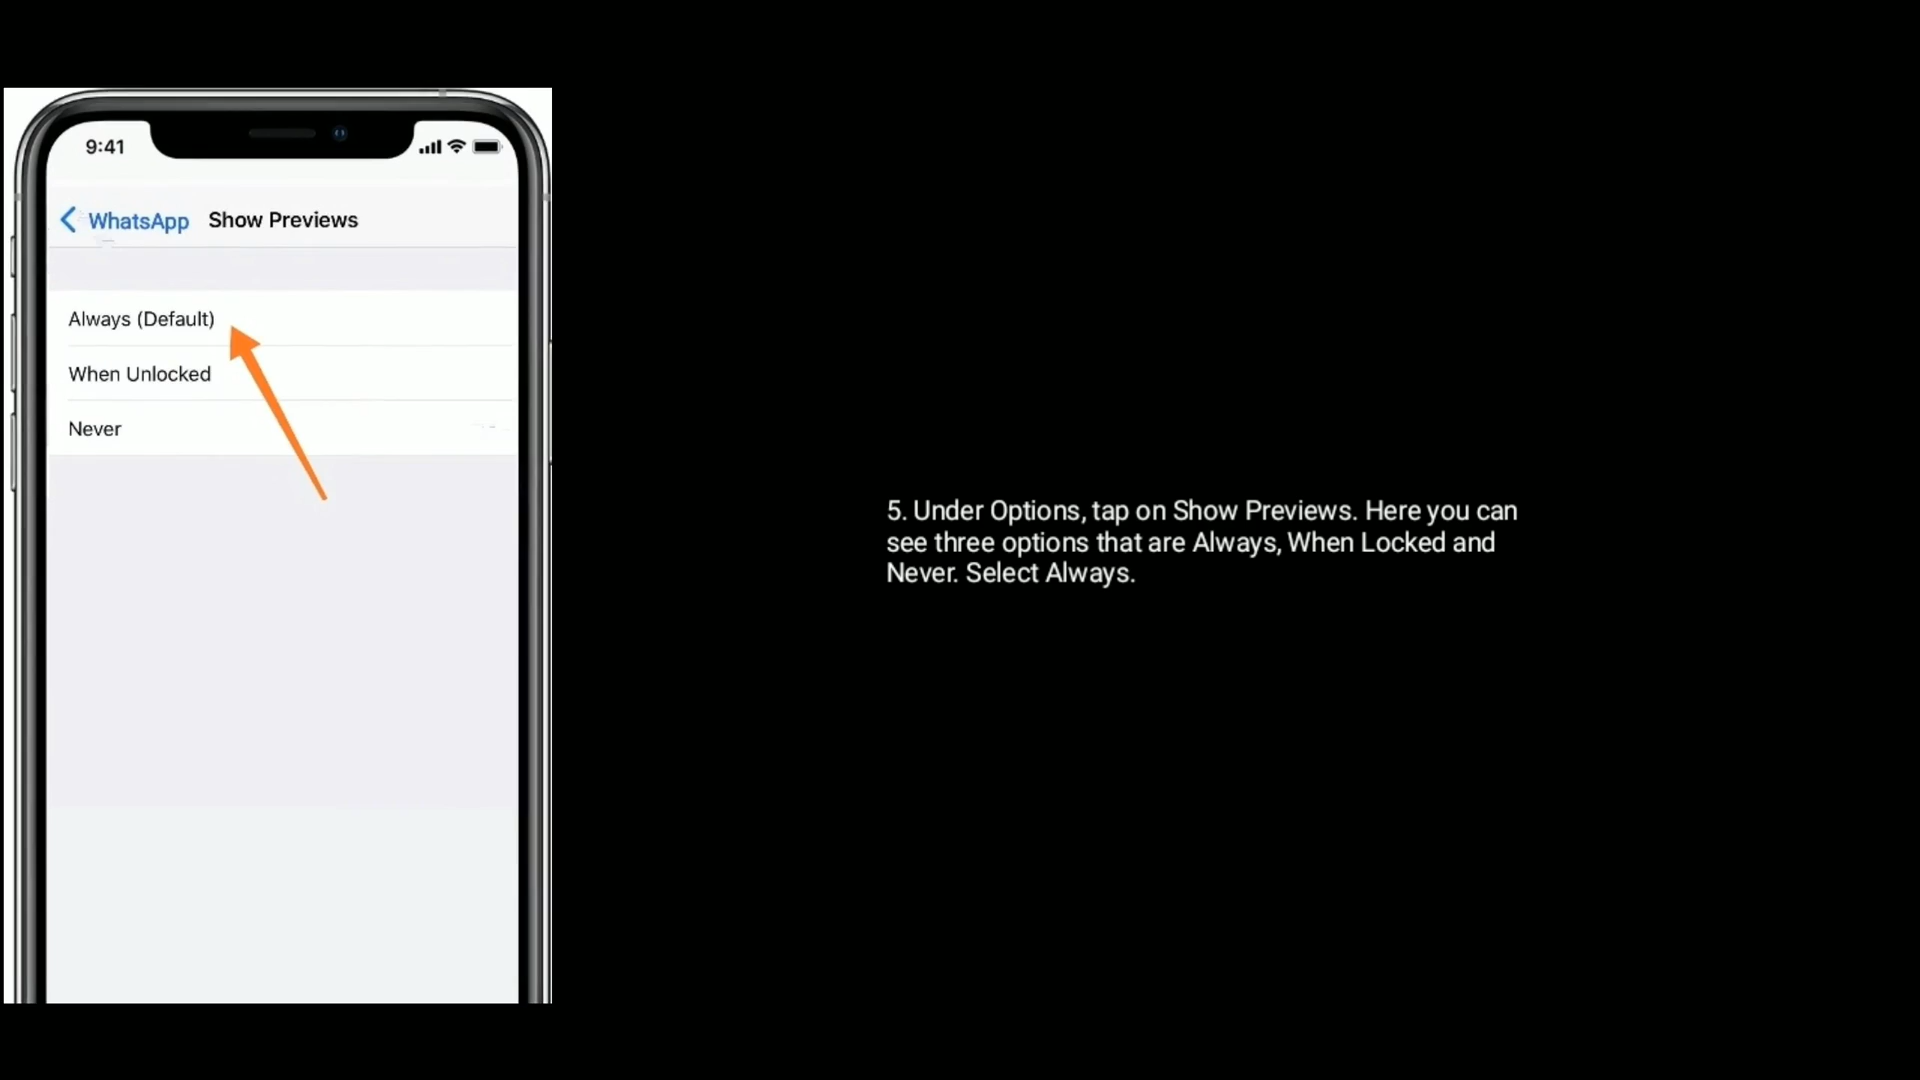 9:41
WhatsApp Show Previews
Always (Default)
When Unlocked
Never
5. Under Options, tap on Show Previews. Here you can
see three options that are Always, When Locked and
Never. Select Always.